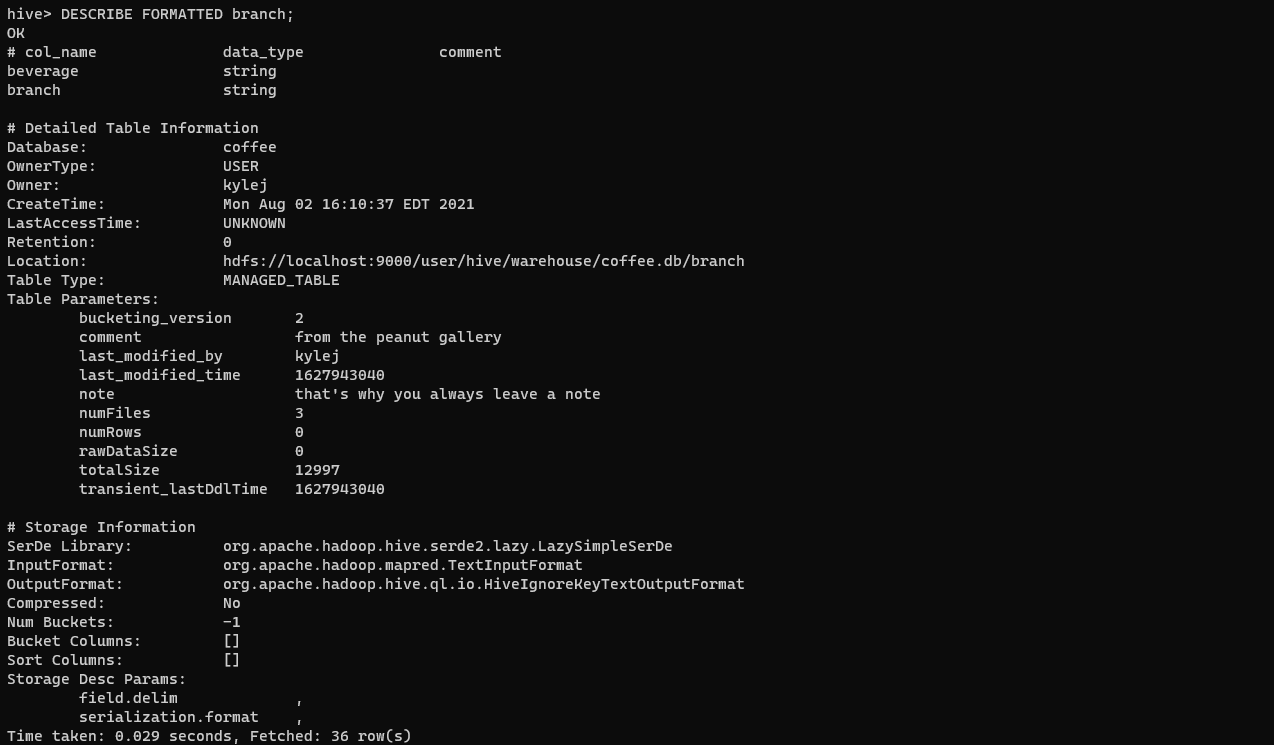 hive> DESCRIBE FORMATTED branch;
OK
# col_name              data_type               comment
beverage                string
branch                  string

# Detailed Table Information
Database:               coffee
OwnerType:              USER
Owner:                  kylej
CreateTime:             Mon Aug 02 16:10:37 EDT 2021
LastAccessTime:         UNKNOWN
Retention:              0
Location:               hdfs://localhost:9000/user/hive/warehouse/coffee.db/branch
Table Type:             MANAGED_TABLE
Table Parameters:
        bucketing_version       2
        comment                 from the peanut gallery
        last_modified_by        kylej
        last_modified_time      1627943040
        note                    that's why you always leave a note
        numFiles                3
        numRows                 0
        rawDataSize             0
        totalSize               12997
        transient_lastDdlTime   1627943040

# Storage Information
SerDe Library:          org.apache.hadoop.hive.serde2.lazy.LazySimpleSerDe
InputFormat:            org.apache.hadoop.mapred.TextInputFormat
OutputFormat:           org.apache.hadoop.hive.ql.io.HiveIgnoreKeyTextOutputFormat
Compressed:             No
Num Buckets:            -1
Bucket Columns:         []
Sort Columns:           []
Storage Desc Params:
        field.delim             ,
        serialization.format    ,
Time taken: 0.029 seconds, Fetched: 36 row(s)